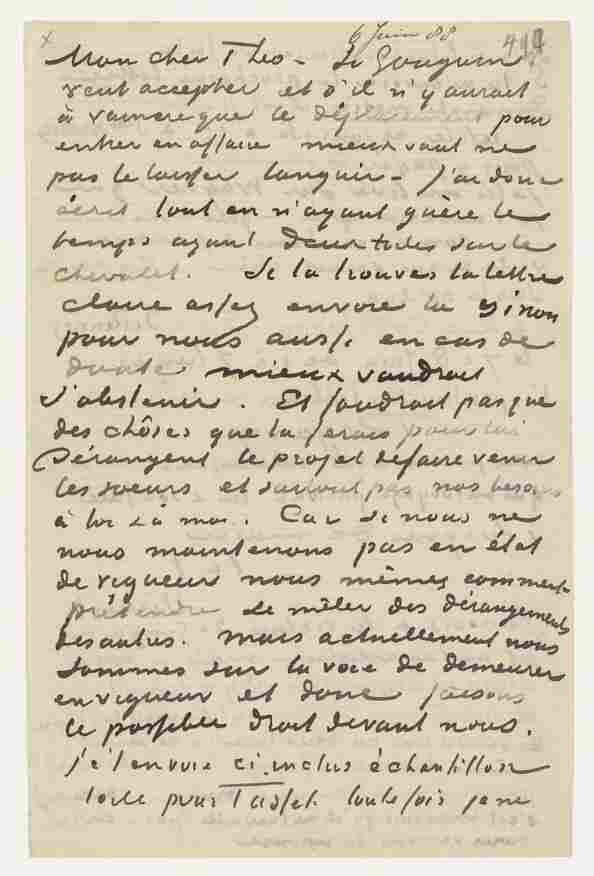 6 Juin 88
Mon cher Theo - Si Gauguin
veut accepter et s'il n'y aurait
à vaincre que le déplacement pour
entrer en affaire mieux vaut ne
pas le laisser languir - j'ai donc
écrit tout en n'ayant guère le
temps ayant deux toiles sur le
chevalet. Si tu trouves la lettre
claire assez envoie la sinon
pour nous aussi en cas de
doute mieux vaudrait
s'abstenir. Et faudrait pas que
des chôses que tu ferais pour lui
dérangent le projet de faire venir
les soeurs et surtout pas nos besoins
à toi & à moi. Car si nous ne
nous maintenons pas en état
de vigueur nous mêmes comment
prétendre se mêler des dérangements
des autres. Mais actuellement nous
sommes sur la voie de demeurer
en vigueur et donc faisons
le possible droit devant nous.
Je t'envoie ci inclus échantillon
toile pour Tasset. toutefois je ne